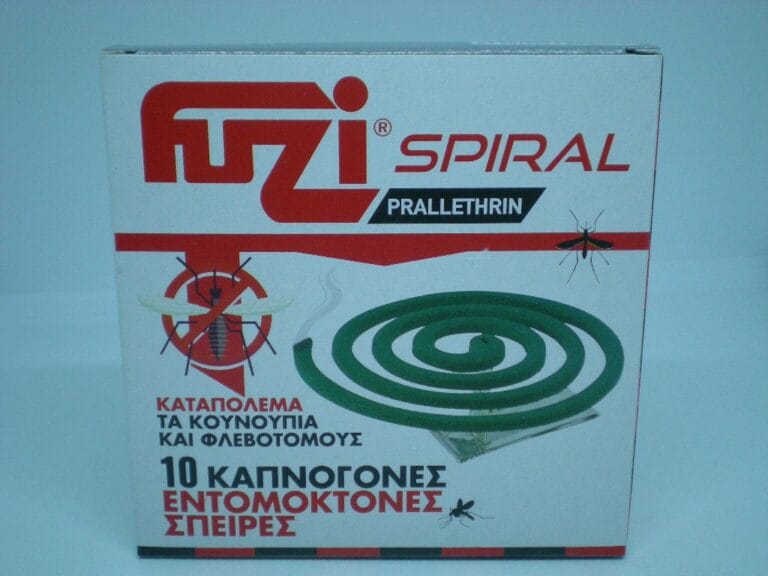 Fuzi® SPIRAL
PRALLETHRIN
ΚΑΤΑΠΟΛΕΜΑ
ΤΑ ΚΟΥΝΟΥΠΙΑ
ΚΑΙ ΦΛΕΒΟΤΟΜΟΥΣ
10 ΚΑΠΝΟΓΟΝΕΣ
ΕΝΤΟΜΟΚΤΟΝΕΣ
ΣΠΕΙΡΕΣ